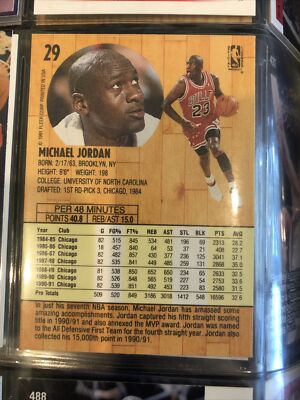 29
© 1991 FLEER CORP. PRINTED IN USA
NBA
BULLS
23
MICHAEL JORDAN
BORN: 2/17/63, BROOKLYN, NY
HEIGHT: 6'6" WEIGHT: 198
COLLEGE: UNIVERSITY OF NORTH CAROLINA
DRAFTED: 1ST RD-PICK 3, CHICAGO, 1984
PER 48 MINUTES
POINTS 40.8 REB/AST 15.0
Year Club G FG% FT% REB AST STL BLK PTS AVG
1984-85 Chicago 82 515 845 534 481 196 69 2313 28.2
1985-86 Chicago 18 457 840 64 53 37 21 408 22.7
1986-87 Chicago 82 482 857 430 377 236 125 3041 37.1
1987-88 Chicago 82 535 841 449 485 259 131 2868 35.0
1988-89 Chicago 81 538 850 652 650 234 65 2633 32.5
1989-90 Chicago 82 526 848 565 519 227 54 2753 33.6
1990-91 Chicago 82 539 851 492 453 223 83 2580 31.5
Pro Totals 509 520 849 3186 3018 1412 548 16596 32.6
In just his seventh NBA season, Michael Jordan has amassed some
amazing accomplishments. Jordan captured his fifth straight scoring
title in 1990/91 and also annexed the MVP award. Jordan was named
to the All Defensive First Team for the fourth straight year. Jordan also
collected his 15,000th point in 1990/91.
488